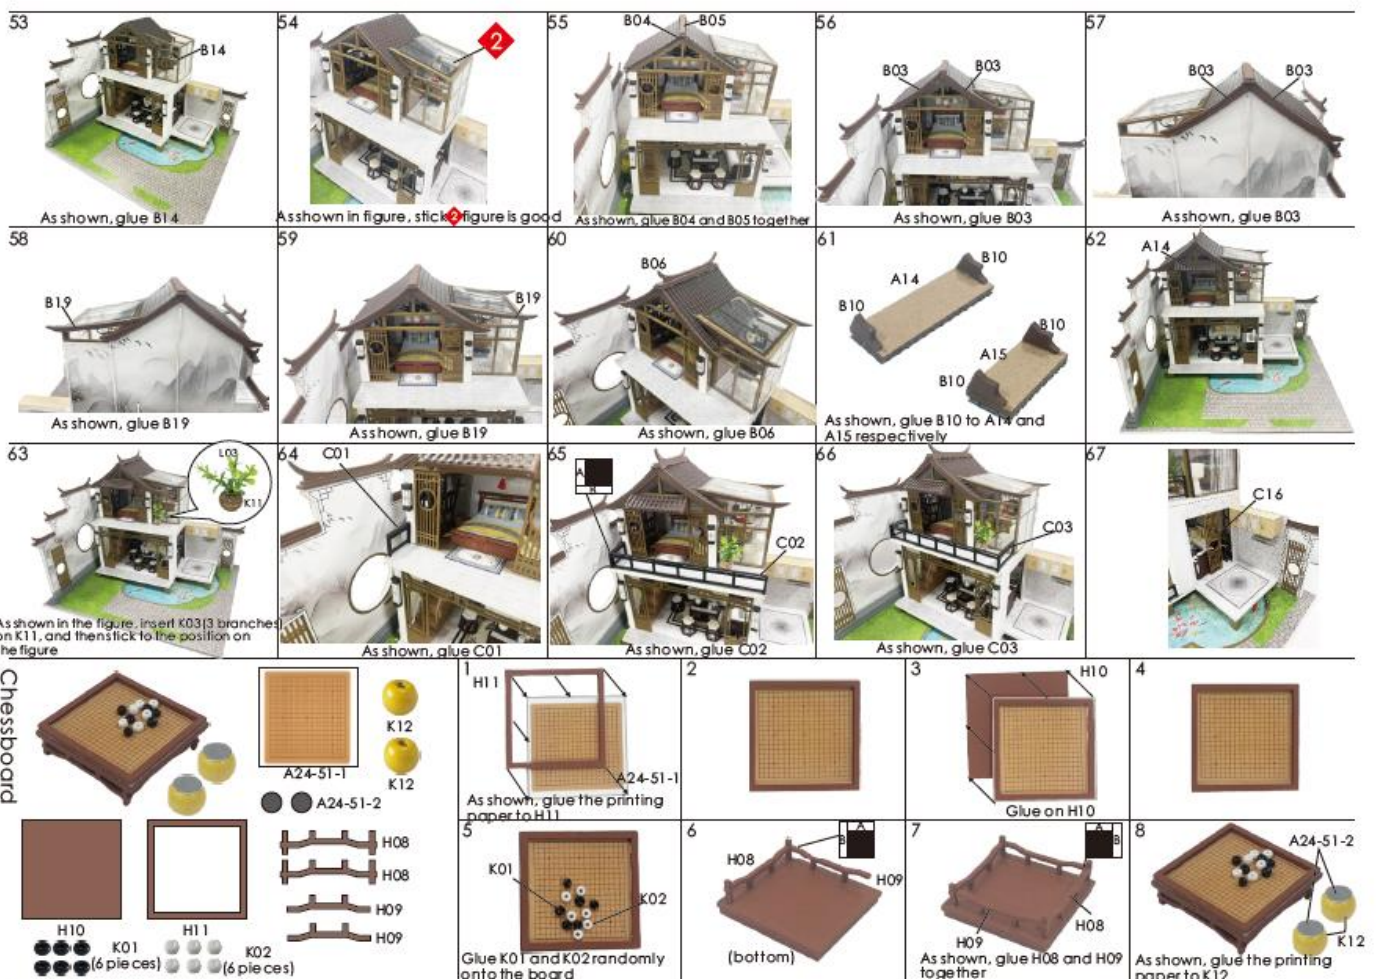 53
B14
As shown, glue B14
54
2
As shown in figure, stick 2 figure is good
55
B04
B05
As shown, glue B04 and B05 together
56
B03
B03
As shown, glue B03
57
B03
B03
As shown, glue B03
58
B19
As shown, glue B19
59
B19
As shown, glue B19
60
B06
As shown, glue B06
61
B10
A14
B10
B10
A15
B10
As shown, glue B10 to A14 and
A15 respectively
62
A14
63
L03
K11
As shown in the figure, insert K03(3 branches)
on K11, and then stick to the position on
the figure
64
C01
As shown, glue C01
65
A
B
C02
As shown, glue C02
66
C03
As shown, glue C03
67
C16
Chessboard
A24-51-1
K12
K12
A24-51-2
H08
H08
H09
H09
H10
H11
K01
(6 pieces)
K02
(6 pieces)
1
H11
A24-51-1
As shown, glue the printing
paper to H11
2
3
H10
Glue on H10
4
5
K01
K02
Glue K01 and K02 randomly
onto the board
6
A
B
H08
H09
(bottom)
7
A
B
H08
H09
As shown, glue H08 and H09
together
8
A24-51-2
K12
As shown, glue the printing
paper to K12